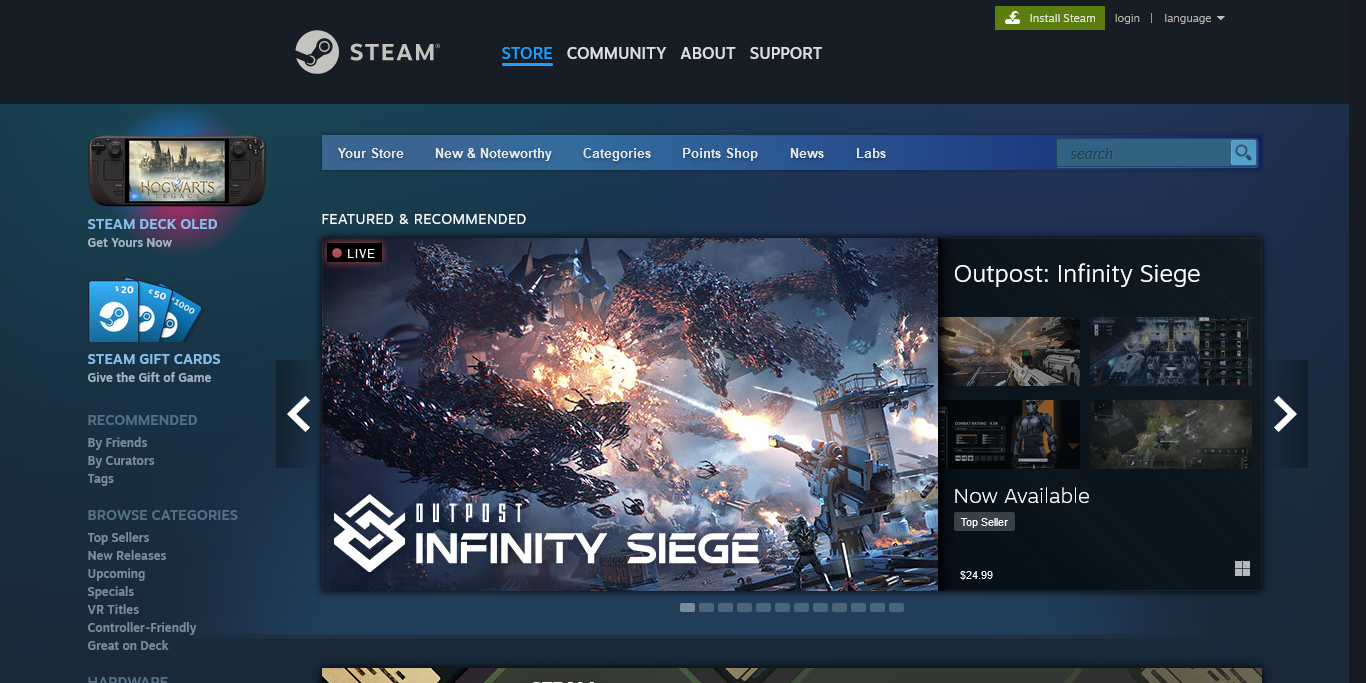 Install Steam
login | language
STEAM®
STORE COMMUNITY ABOUT SUPPORT
HOGWARTS
LEGACY
STEAM DECK OLED
Get Yours Now
$20
€50
¥1000
STEAM GIFT CARDS
Give the Gift of Game
RECOMMENDED
By Friends
By Curators
Tags
BROWSE CATEGORIES
Top Sellers
New Releases
Upcoming
Specials
VR Titles
Controller-Friendly
Great on Deck
HARDWARE
Your Store New & Noteworthy Categories Points Shop News Labs
search
FEATURED & RECOMMENDED
LIVE
OUTPOST
INFINITY SIEGE
Outpost: Infinity Siege
Now Available
Top Seller
$24.99
STEAM